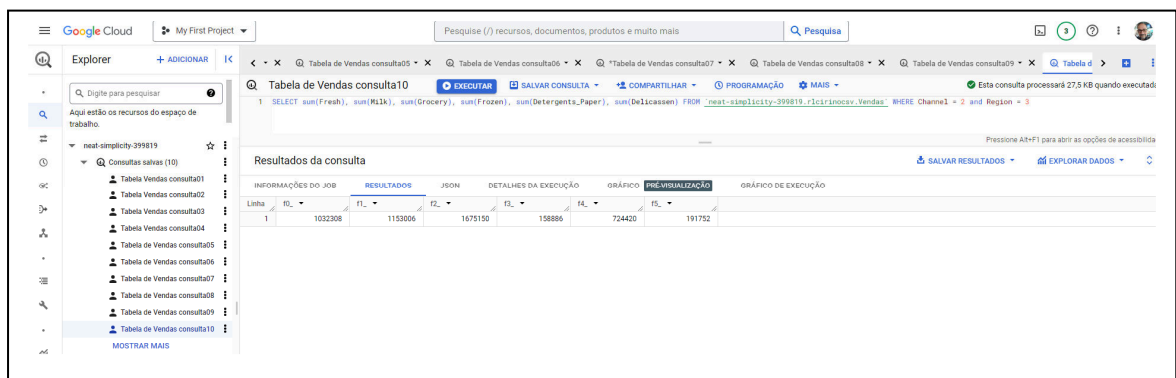 Google Cloud My First Project Pesquise (/) recursos, documentos, produtos e muito mais Pesquisa 3
Explorer + ADICIONAR
Tabela de Vendas consulta05 Tabela de Vendas consulta06 *Tabela de Vendas consulta07 Tabela de Vendas consulta08 Tabela de Vendas consulta09 Tabela d
Digite para pesquisar
Aqui estão os recursos do espaço de
trabalho.
neat-simplicity-399819
Consultas salvas (10)
Tabela Vendas consulta01
Tabela Vendas consulta02
Tabela Vendas consulta03
Tabela Vendas consulta04
Tabela de Vendas consulta05
Tabela de Vendas consulta06
Tabela de Vendas consulta07
Tabela de Vendas consulta08
Tabela de Vendas consulta09
Tabela de Vendas consulta10
MOSTRAR MAIS
Tabela de Vendas consulta10 EXECUTAR SALVAR CONSULTA COMPARTILHAR PROGRAMAÇÃO MAIS Esta consulta processará 27,5 KB quando executada
1 SELECT sum(Fresh), sum(Milk), sum(Grocery), sum(Frozen), sum(Detergents_Paper), sum(Delicassen) FROM `neat-simplicity-399819.rlcirinocsv.Vendas` WHERE Channel = 2 and Region = 3
Pressione Alt+F1 para abrir as opções de acessibilida
Resultados da consulta SALVAR RESULTADOS EXPLORAR DADOS
INFORMAÇÕES DO JOB RESULTADOS JSON DETALHES DA EXECUÇÃO GRÁFICO PRÉ-VISUALIZAÇÃO GRÁFICO DE EXECUÇÃO
Linha f0_ f1_ f2_ f3_ f4_ f5_
1 1032308 1153006 1675150 158886 724420 191752